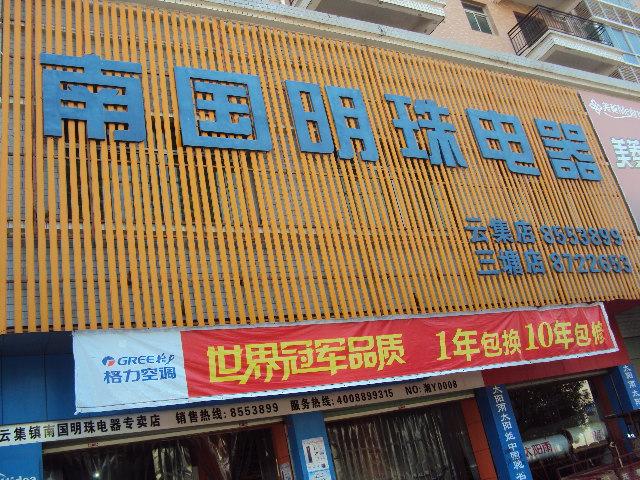 南国明珠电器
云集店 8553899
三塘店 8722653
GREE格力
格力空调
世界冠军品质 1年包换 10年包修
云集镇南国明珠电器专卖店 销售热线: 8553899 服务热线: 4008899315 NO: 湘YD008